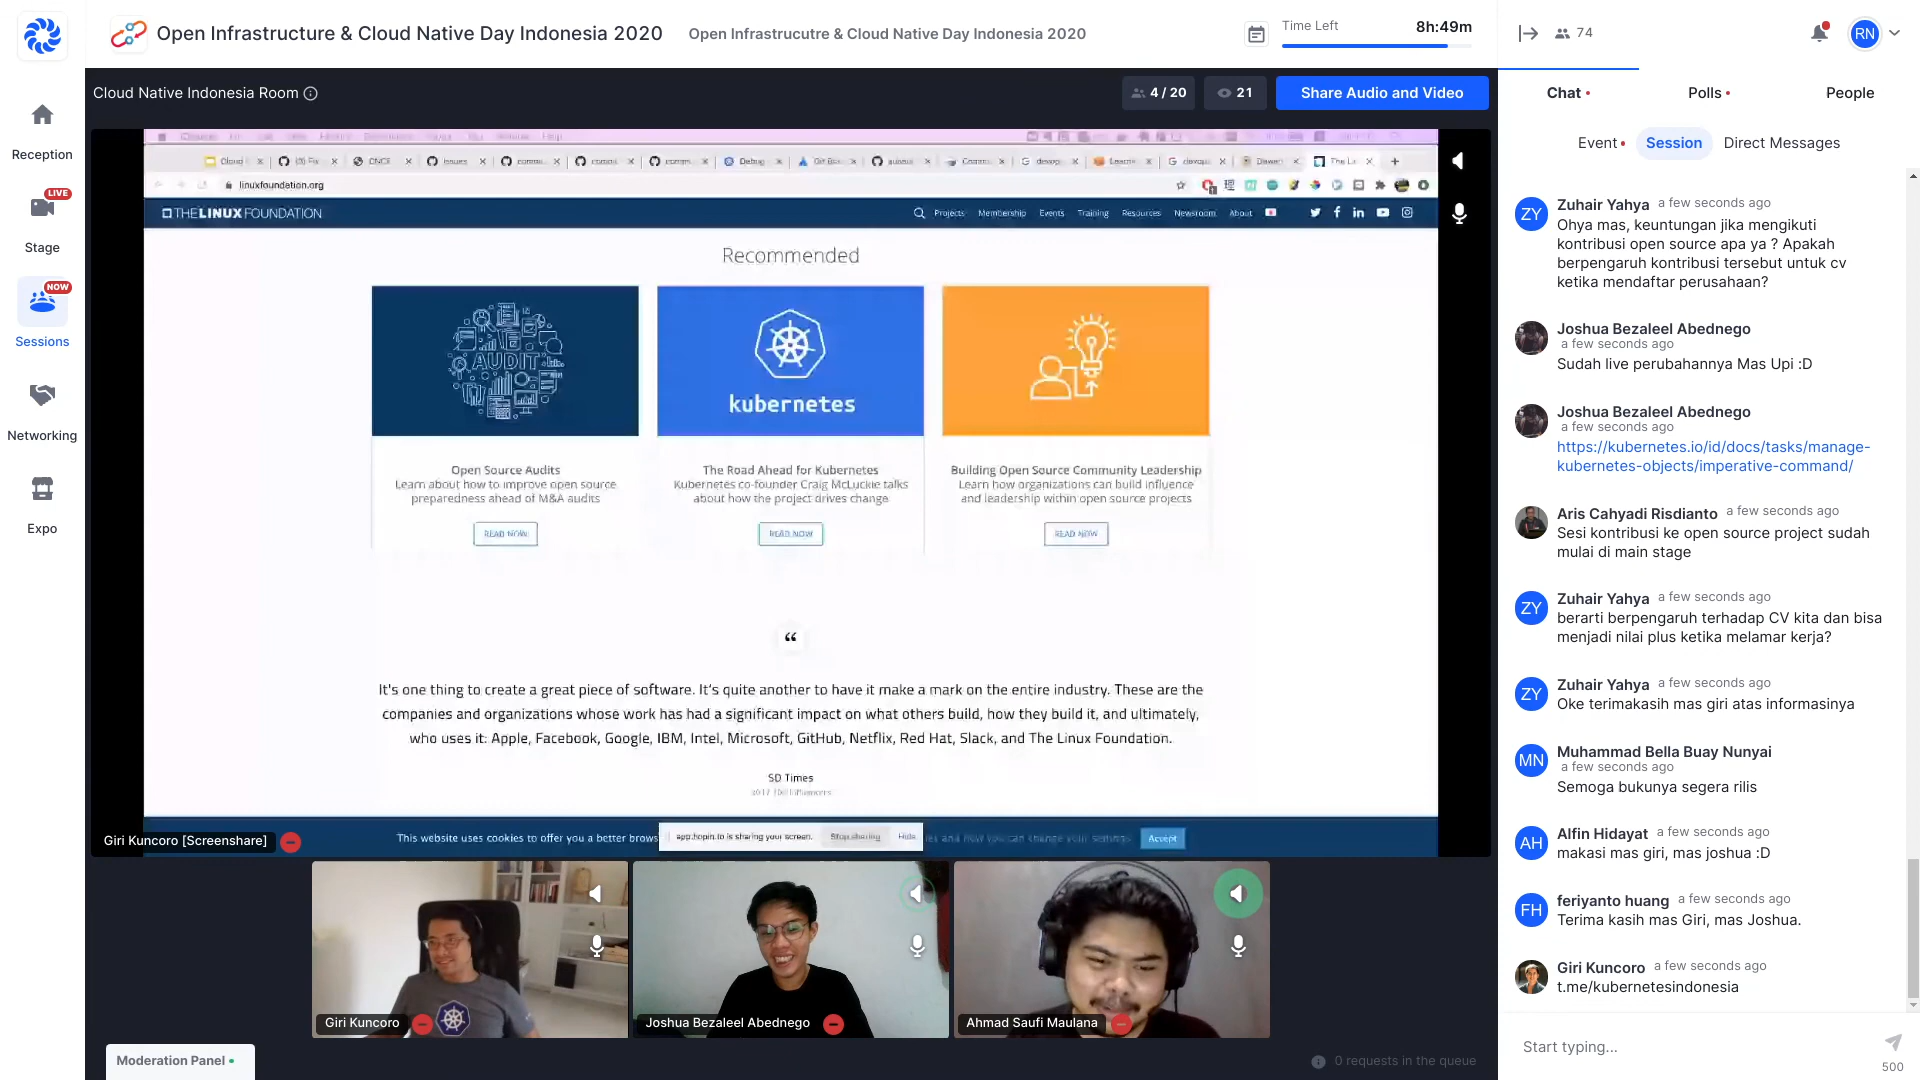 Open Infrastructure & Cloud Native Day Indonesia 2020
Open Infrastrucutre & Cloud Native Day Indonesia 2020
Time Left
8h:49m
74
RN
Reception
LIVE
Stage
NOW
Sessions
Networking
Expo
Cloud Native Indonesia Room
4 / 20
21
Share Audio and Video
linuxfoundation.org
THE LINUX FOUNDATION
Projects
Membership
Events
Training
Resources
Newsroom
About
Recommended
AUDIT
kubernetes
Open Source Audits
Learn about how to improve open source
preparedness ahead of M&A audits
READ NOW
The Road Ahead for Kubernetes
Kubernetes co-founder Craig McLuckie talks
about how the project drives change
READ NOW
Building Open Source Community Leadership
Learn how organizations can build influence
and leadership within open source projects
READ NOW
“
It's one thing to create a great piece of software. It's quite another to have it make a mark on the entire industry. These are the
companies and organizations whose work has had a significant impact on what others build, how they build it, and ultimately,
who uses it: Apple, Facebook, Google, IBM, Intel, Microsoft, GitHub, Netflix, Red Hat, Slack, and The Linux Foundation.
SD Times
This website uses cookies to offer you a better brows
app.hopin.to is sharing your screen.
Stop sharing
Hide
Accept
Giri Kuncoro [Screenshare]
Giri Kuncoro
Joshua Bezaleel Abednego
Ahmad Saufi Maulana
Moderation Panel
0 requests in the queue
Chat
Polls
People
Event
Session
Direct Messages
ZY
Zuhair Yahya a few seconds ago
Ohya mas, keuntungan jika mengikuti
kontribusi open source apa ya ? Apakah
berpengaruh kontribusi tersebut untuk cv
ketika mendaftar perusahaan?
Joshua Bezaleel Abednego
a few seconds ago
Sudah live perubahannya Mas Upi :D
Joshua Bezaleel Abednego
a few seconds ago
https://kubernetes.io/id/docs/tasks/manage-
kubernetes-objects/imperative-command/
Aris Cahyadi Risdianto a few seconds ago
Sesi kontribusi ke open source project sudah
mulai di main stage
ZY
Zuhair Yahya a few seconds ago
berarti berpengaruh terhadap CV kita dan bisa
menjadi nilai plus ketika melamar kerja?
ZY
Zuhair Yahya a few seconds ago
Oke terimakasih mas giri atas informasinya
MN
Muhammad Bella Buay Nunyai
a few seconds ago
Semoga bukunya segera rilis
AH
Alfin Hidayat a few seconds ago
makasi mas giri, mas joshua :D
FH
feriyanto huang a few seconds ago
Terima kasih mas Giri, mas Joshua.
Giri Kuncoro a few seconds ago
t.me/kubernetesindonesia
Start typing...
500